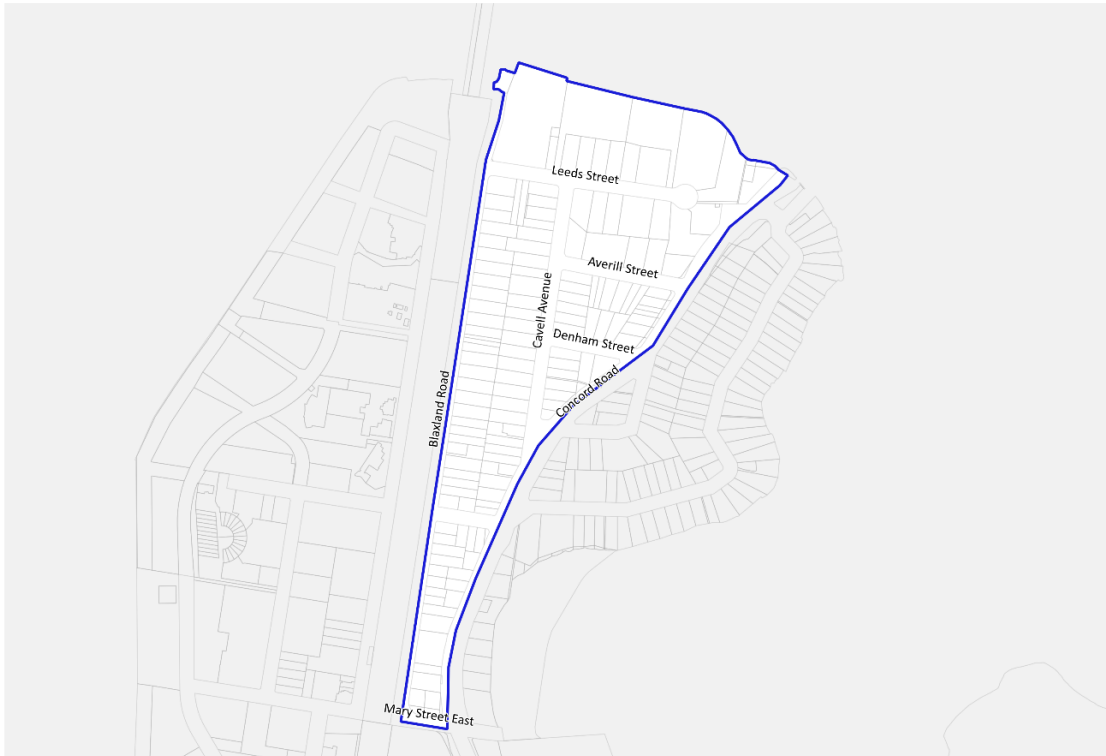 Leeds Street
Averill Street
Cavell Avenue
Denham Street
Concord Road
Blaxland Road
Mary Street East